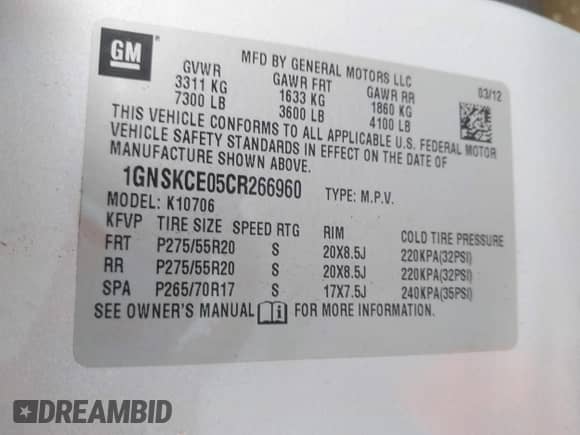 GM
®
MFD BY GENERAL MOTORS LLC
GVWR GAWR FRT GAWR RR 03/12
3311 KG 1633 KG 1860 KG
7300 LB 3600 LB 4100 LB
THIS VEHICLE CONFORMS TO ALL APPLICABLE U.S. FEDERAL MOTOR
VEHICLE SAFETY STANDARDS IN EFFECT ON THE DATE OF
MANUFACTURE SHOWN ABOVE.
1GNSKCE05CR266960 TYPE: M.P.V.
MODEL: K10706
KFVP TIRE SIZE SPEED RTG RIM COLD TIRE PRESSURE
FRT P275/55R20 S 20X8.5J 220KPA(32PSI)
RR P275/55R20 S 20X8.5J 220KPA(32PSI)
SPA P265/70R17 S 17X7.5J 240KPA(35PSI)
SEE OWNER'S MANUAL FOR MORE INFORMATION.
DREAMBID